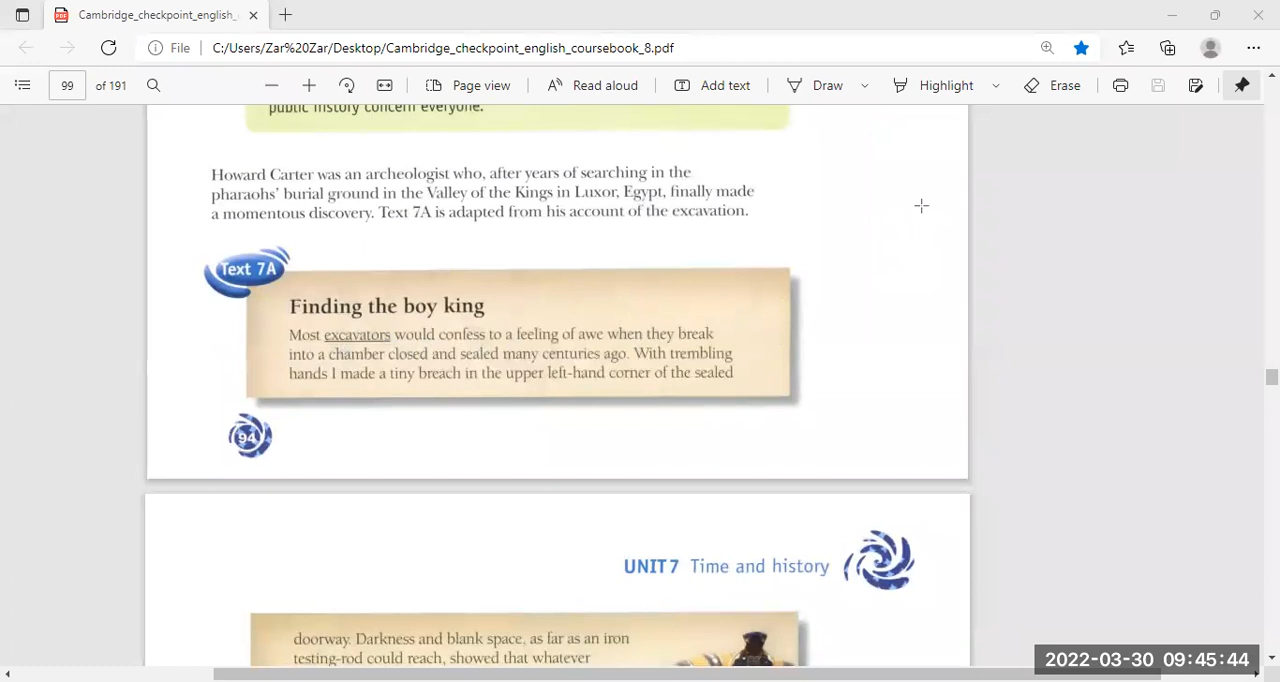 Cambridge_checkpoint_english_
File
C:/Users/Zar%20Zar/Desktop/Cambridge_checkpoint_english_coursebook_8.pdf
99 of 191
Page view
Read aloud
Add text
Draw
Highlight
Erase
public history concern everyone.
Howard Carter was an archeologist who, after years of searching in the
pharaohs' burial ground in the Valley of the Kings in Luxor, Egypt, finally made
a momentous discovery. Text 7A is adapted from his account of the excavation.
Text 7A
Finding the boy king
Most excavators would confess to a feeling of awe when they break
into a chamber closed and sealed many centuries ago. With trembling
hands I made a tiny breach in the upper left-hand corner of the sealed
94
UNIT 7 Time and history
doorway. Darkness and blank space, as far as an iron
testing-rod could reach, showed that whatever
2022-03-30 09:45:44